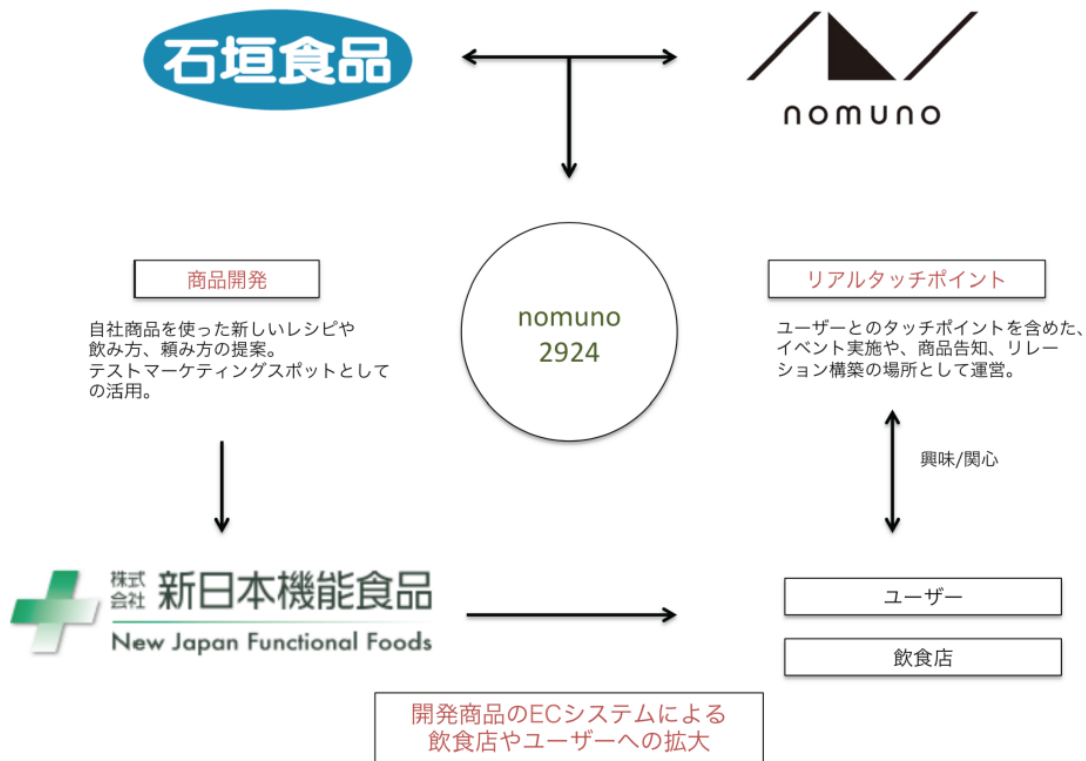 石垣食品
nomuno
nomuno
2924
商品開発
自社商品を使った新しいレシピや
飲み方、頼み方の提案。
テストマーケティングスポットとして
の活用。
リアルタッチポイント
ユーザーとのタッチポイントを含めた、
イベント実施や、商品告知、リレー
ション構築の場所として運営。
興味/関心
株式
会社 新日本機能食品
New Japan Functional Foods
ユーザー
飲食店
開発商品のECシステムによる
飲食店やユーザーへの拡大